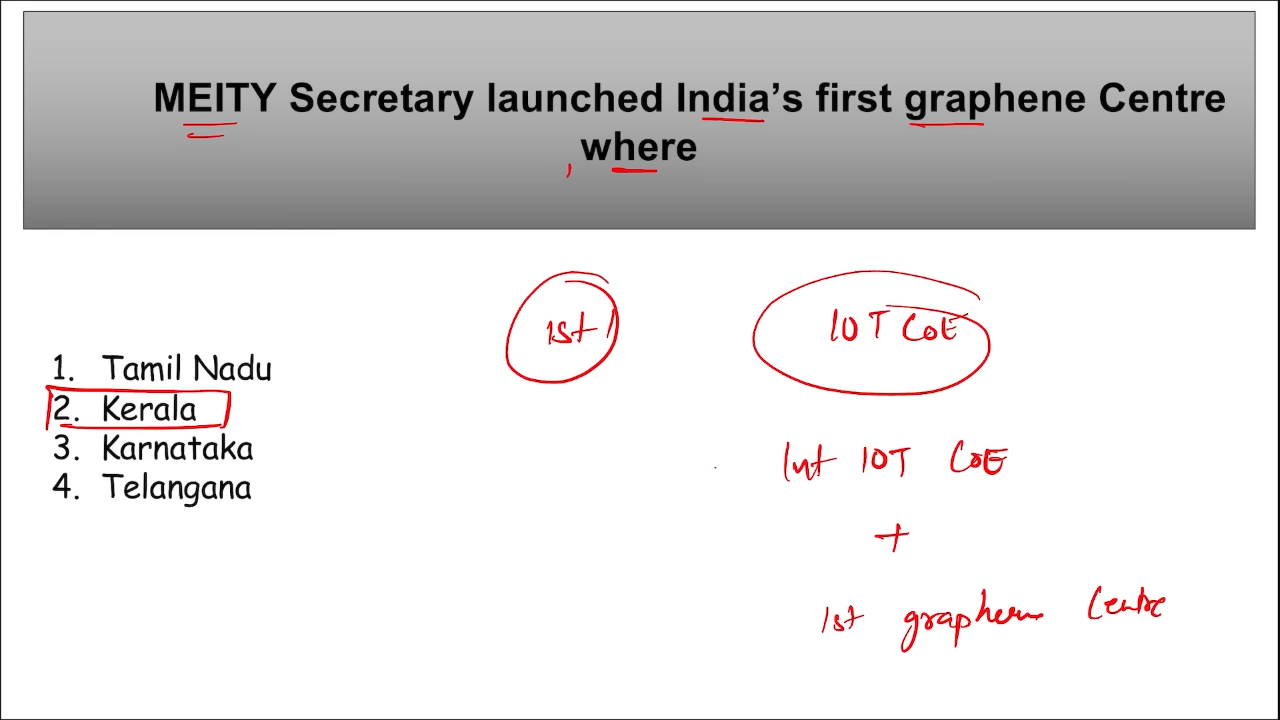 MEITY Secretary launched India's first graphene Centre
where
1st
IOT COE
1. Tamil Nadu
2. Kerala
3. Karnataka
4. Telangana
Int IOT COE
+
1st graphene Centre